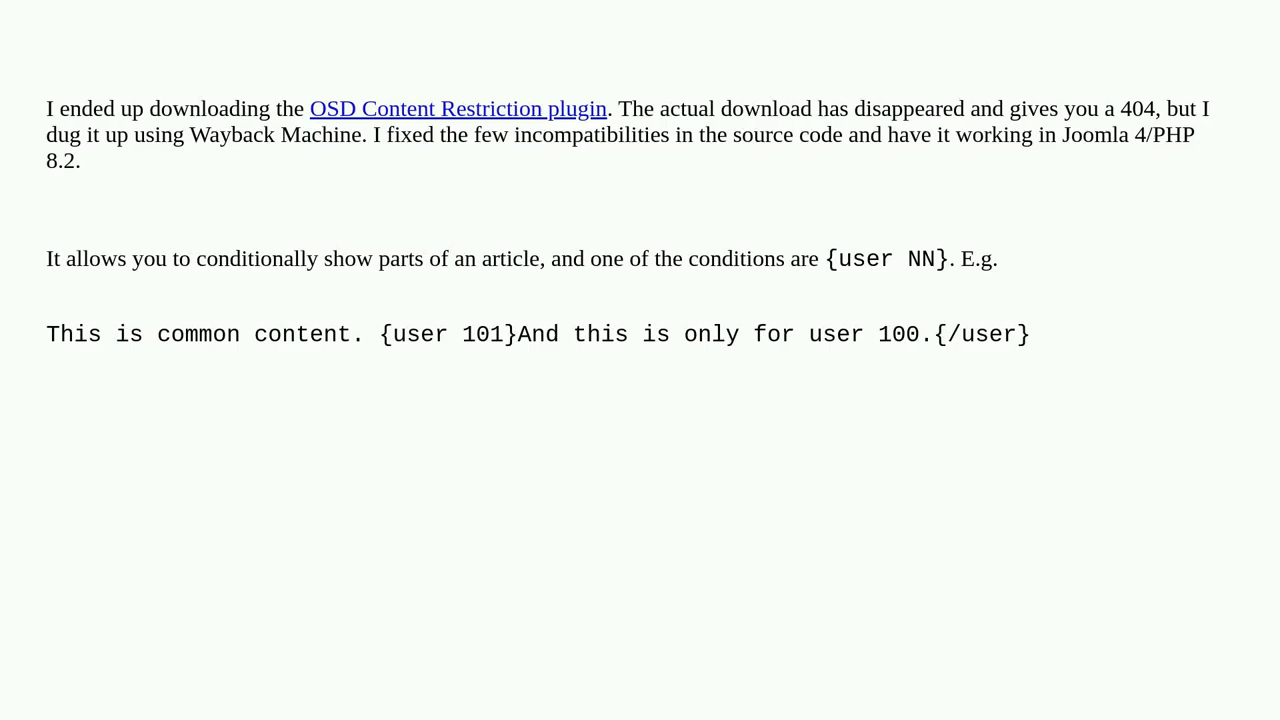 I ended up downloading the OSD Content Restriction plugin. The actual download has disappeared and gives you a 404, but I
dug it up using Wayback Machine. I fixed the few incompatibilities in the source code and have it working in Joomla 4/PHP
8.2.
It allows you to conditionally show parts of an article, and one of the conditions are {user NN}. E.g.
This is common content. {user 101}And this is only for user 100.{/user}